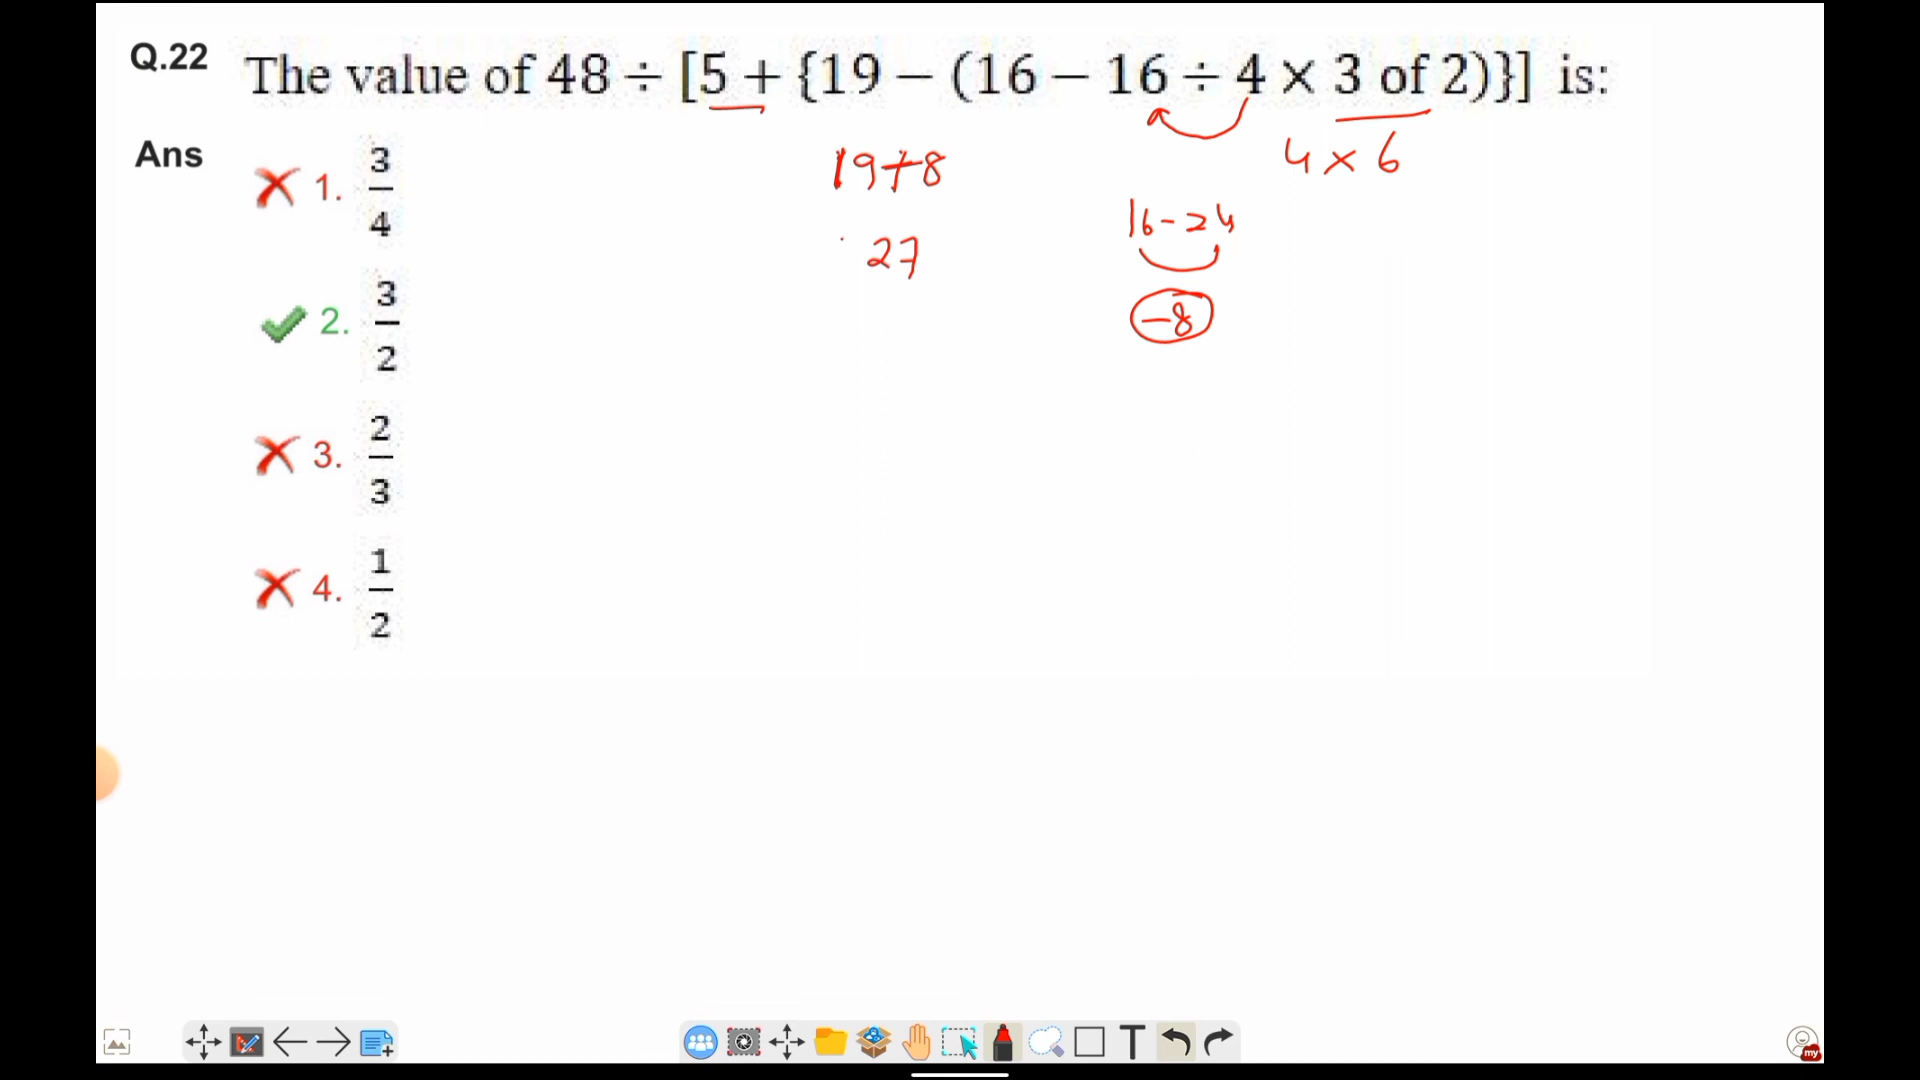 Q.22 The value of 48 ÷ [5 + {19 – (16 – 16 ÷ 4 × 3 of 2)}] is:
4 × 6
Ans
19+8
16-24
27
-8
1. 3/4
2. 3/2
3. 2/3
4. 1/2
T
my